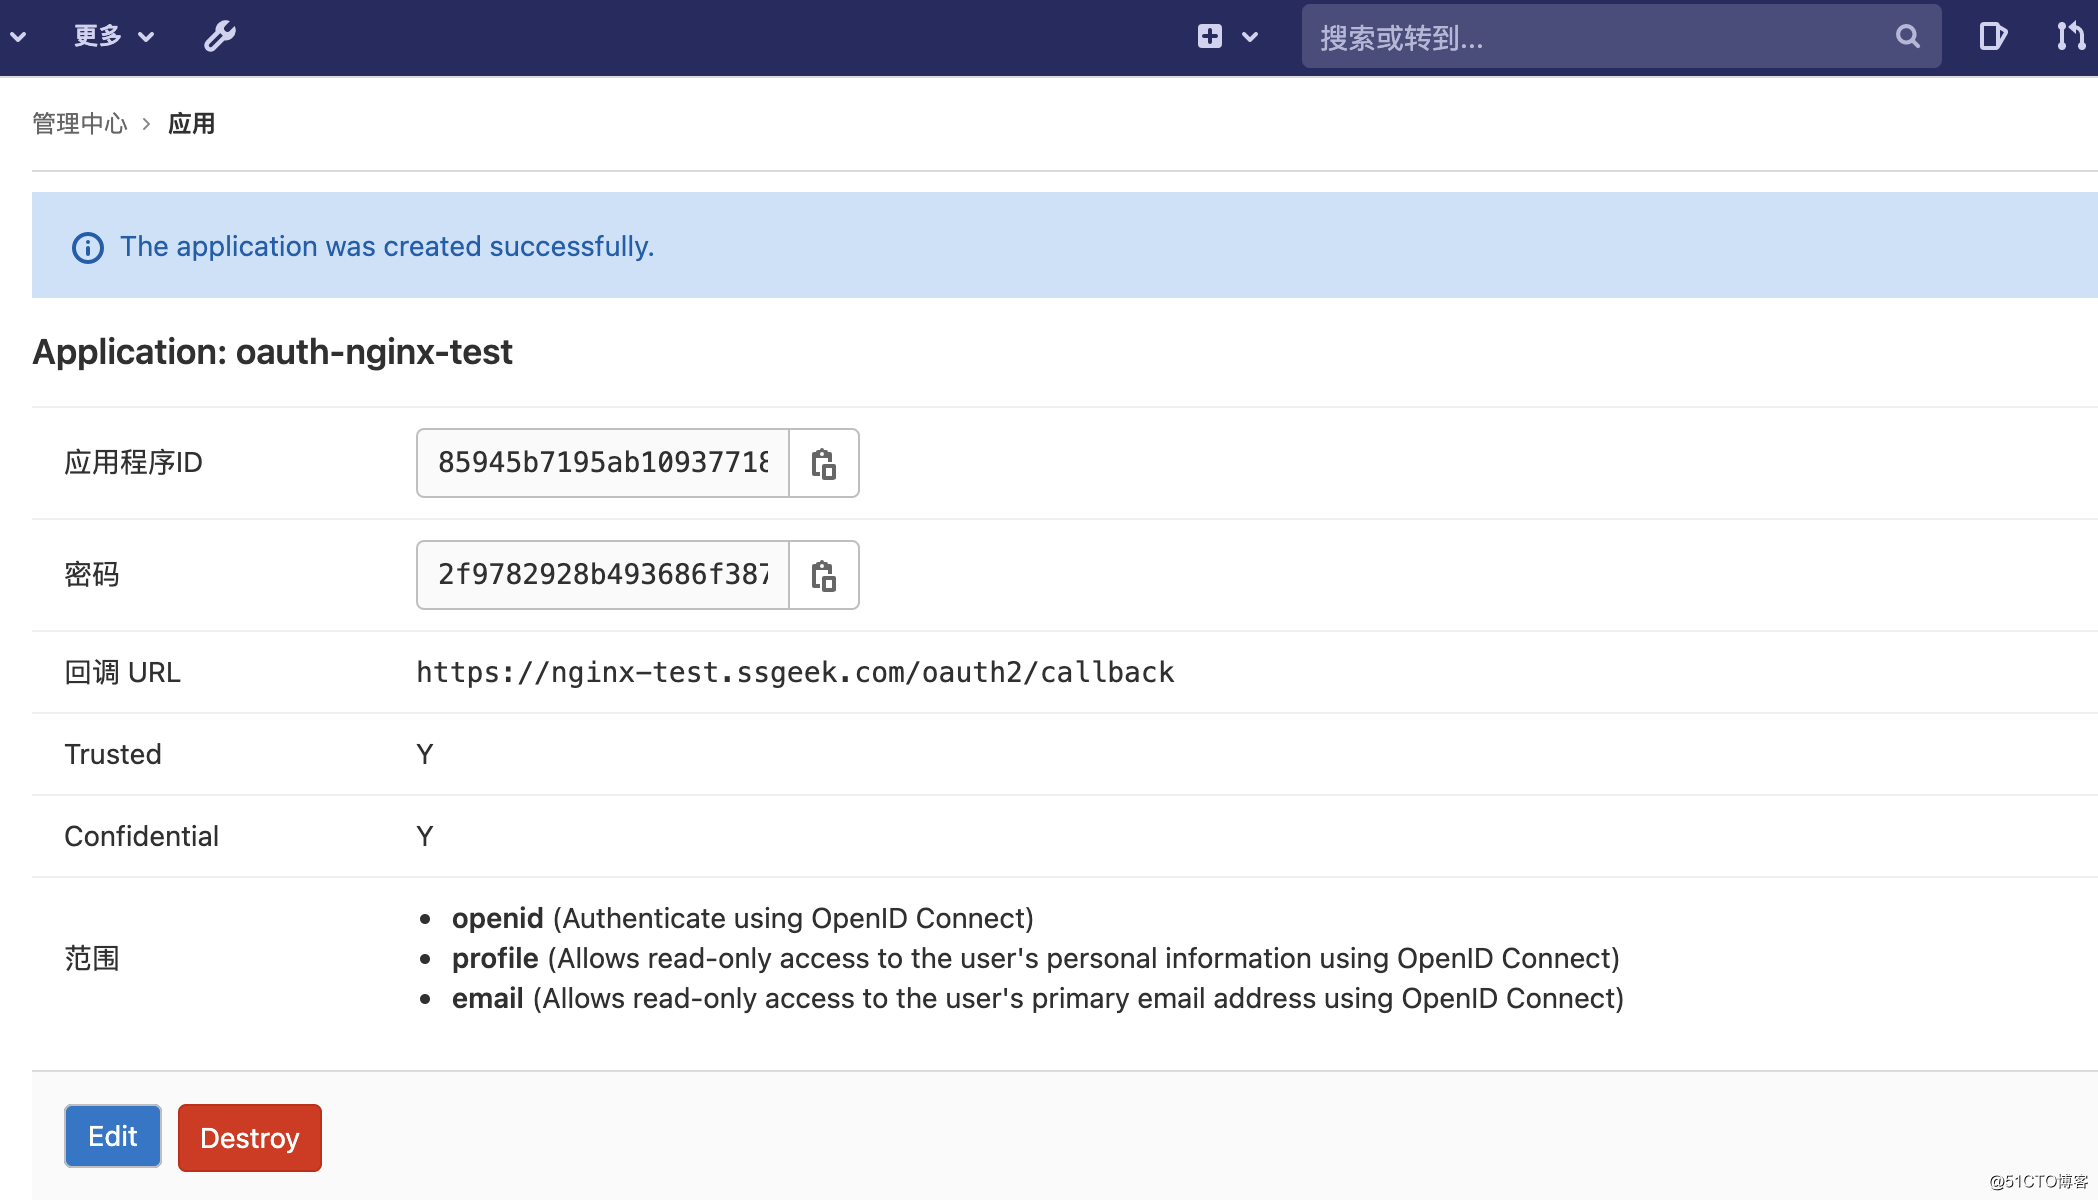 更多
搜索或转到...
管理中心 › 应用
The application was created successfully.
Application: oauth-nginx-test
应用程序ID 85945b7195ab10937718
密码 2f9782928b493686f387
回调 URL https://nginx-test.ssgeek.com/oauth2/callback
Trusted Y
Confidential Y
范围
• openid (Authenticate using OpenID Connect)
• profile (Allows read-only access to the user's personal information using OpenID Connect)
• email (Allows read-only access to the user's primary email address using OpenID Connect)
Edit Destroy
@51CTO博客